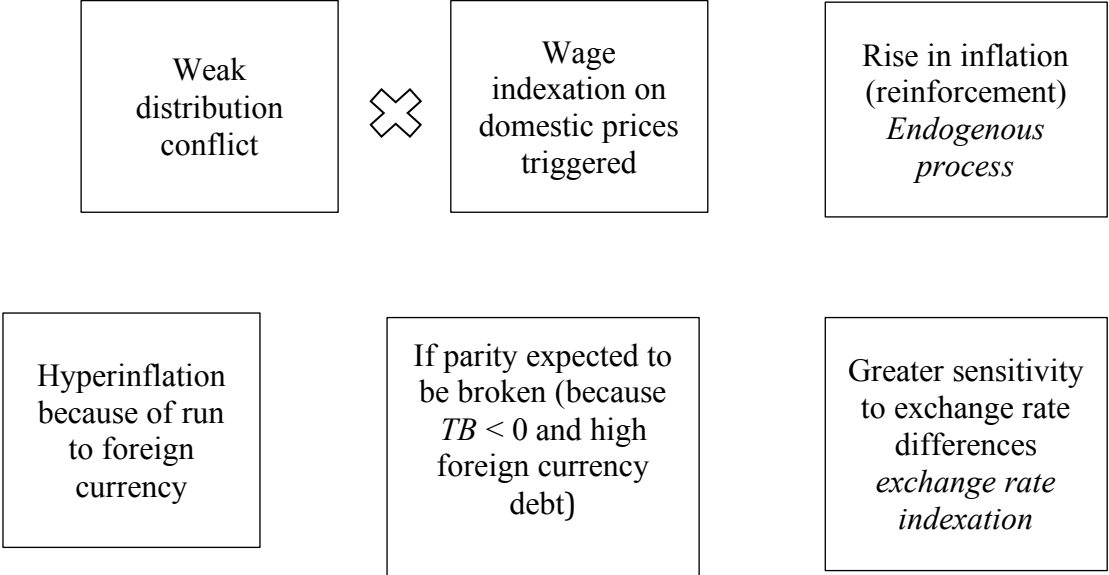 Weak
distribution
conflict
Wage
indexation on
domestic prices
triggered
Rise in inflation
(reinforcement)
Endogenous
process
Hyperinflation
because of run
to foreign
currency
If parity expected to
be broken (because
TB < 0 and high
foreign currency
debt)
Greater sensitivity
to exchange rate
differences
exchange rate
indexation